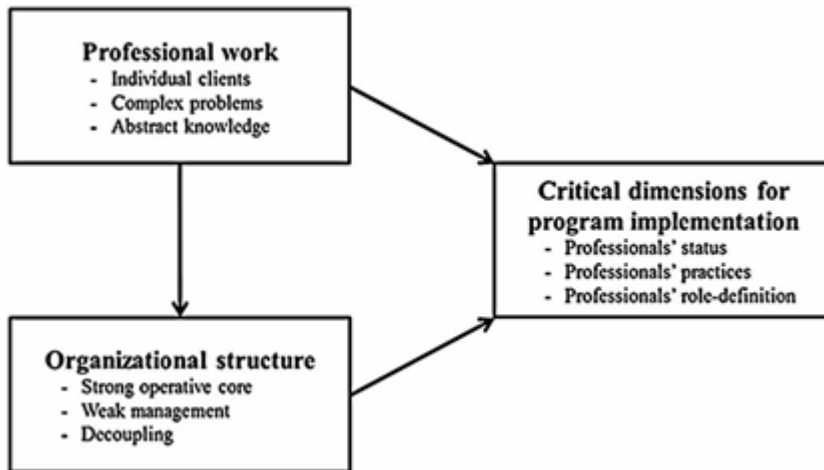 Professional work
- Individual clients
- Complex problems
- Abstract knowledge
Critical dimensions for
program implementation
- Professionals' status
- Professionals' practices
- Professionals' role-definition
Organizational structure
- Strong operative core
- Weak management
- Decoupling